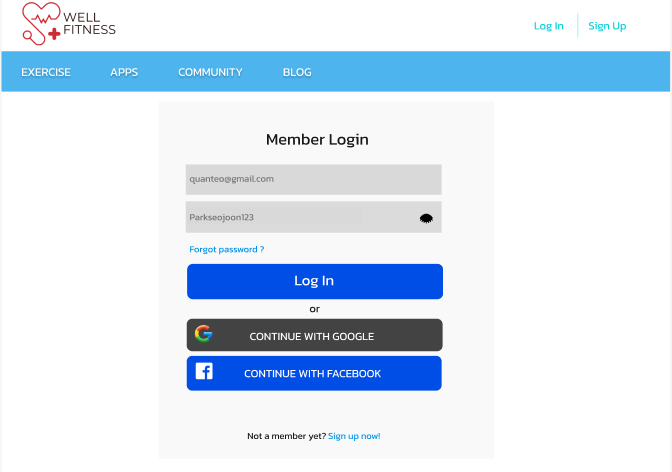 WELL
FITNESS
Log In
Sign Up
EXERCISE
APPS
COMMUNITY
BLOG
Member Login
quanteo@gmail.com
Parkseojoon123
Forgot password ?
Log In
or
CONTINUE WITH GOOGLE
CONTINUE WITH FACEBOOK
Not a member yet? Sign up now!